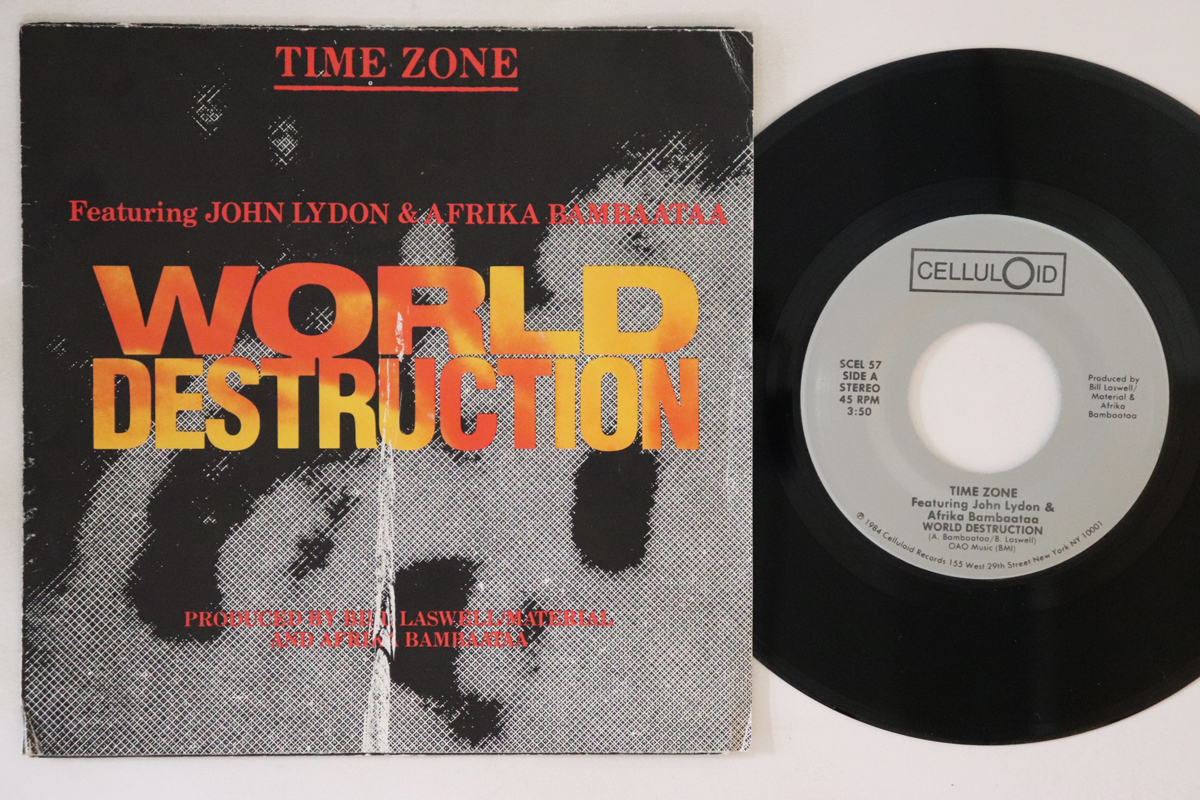 TIME ZONE
Featuring JOHN LYDON & AFRIKA BAMBAATAA
WORLD
DESTRUCTION
PRODUCED BY BILL LASWELL/MATERIAL
AND AFRIKA BAMBAATAA
CELLULOID
SCEL 57
SIDE A
STEREO
45 RPM
3:50
Produced by
Bill Laswell/
Material &
Afrika
Bambaataa
TIME ZONE
Featuring John Lydon &
Afrika Bambaataa
WORLD DESTRUCTION
(A. Bambaataa/B. Laswell)
OAO Music (BMI)
℗ 1984 Celluloid Records 155 West 29th Street New York NY 10001